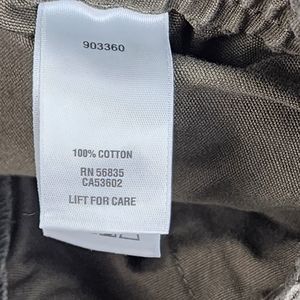 903360
100% COTTON
RN 56835
CA53602
LIFT FOR CARE